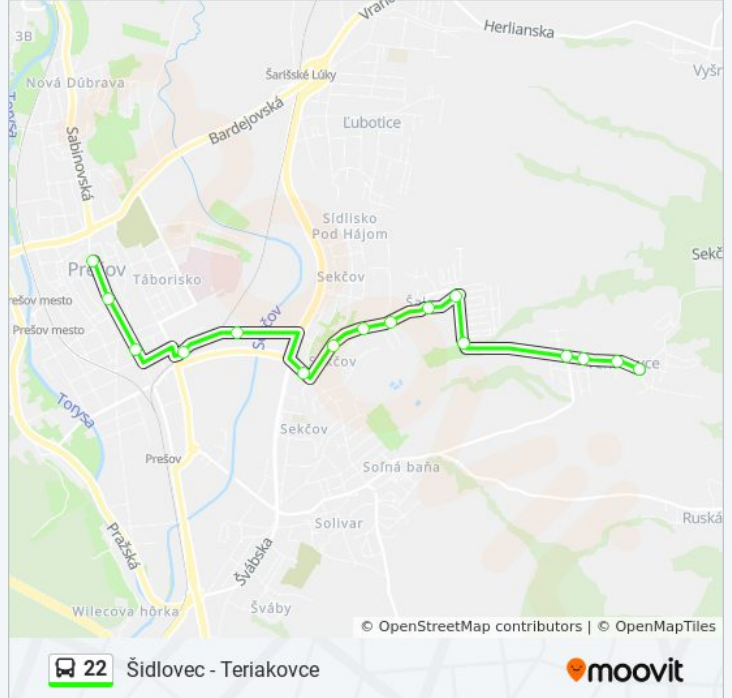 Vrano
Herlianska
3B
Šarišské Lúky
Vyšn
Nová Dúbrava
Torysa
Bardejovská
Ľubotice
Sabinovská
Sídlisko
Pod Hájom
Sekč
Prešov
Táborisko
Sekčov
rešov mesto
Prešov mesto
Sekčov
Torysa
Sekčov
Prešov
Soľná baňa
Solivar
Ruská
Pražská
Švábska
Wilecova hôrka
Šváby
© OpenStreetMap contributors | © OpenMapTiles
22
Šidlovec - Teriakovce
moovit